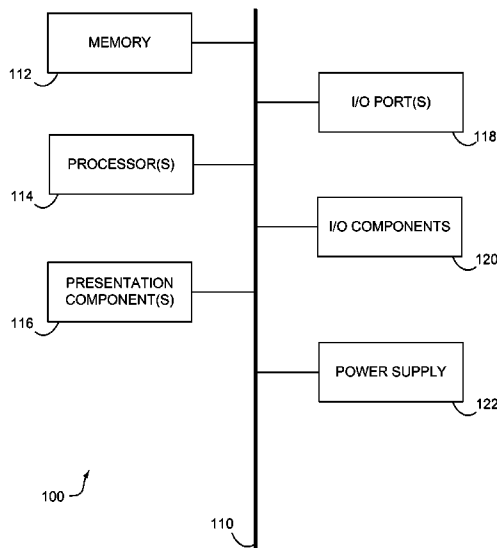 MEMORY
112
I/O PORT(S)
118
PROCESSOR(S)
114
I/O COMPONENTS
120
PRESENTATION
COMPONENT(S)
116
POWER SUPPLY
122
100
110